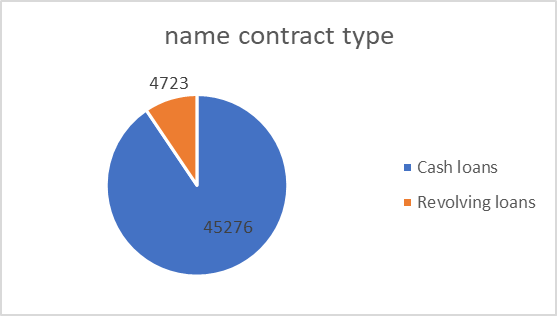 name contract type
4723
45276
Cash loans
Revolving loans